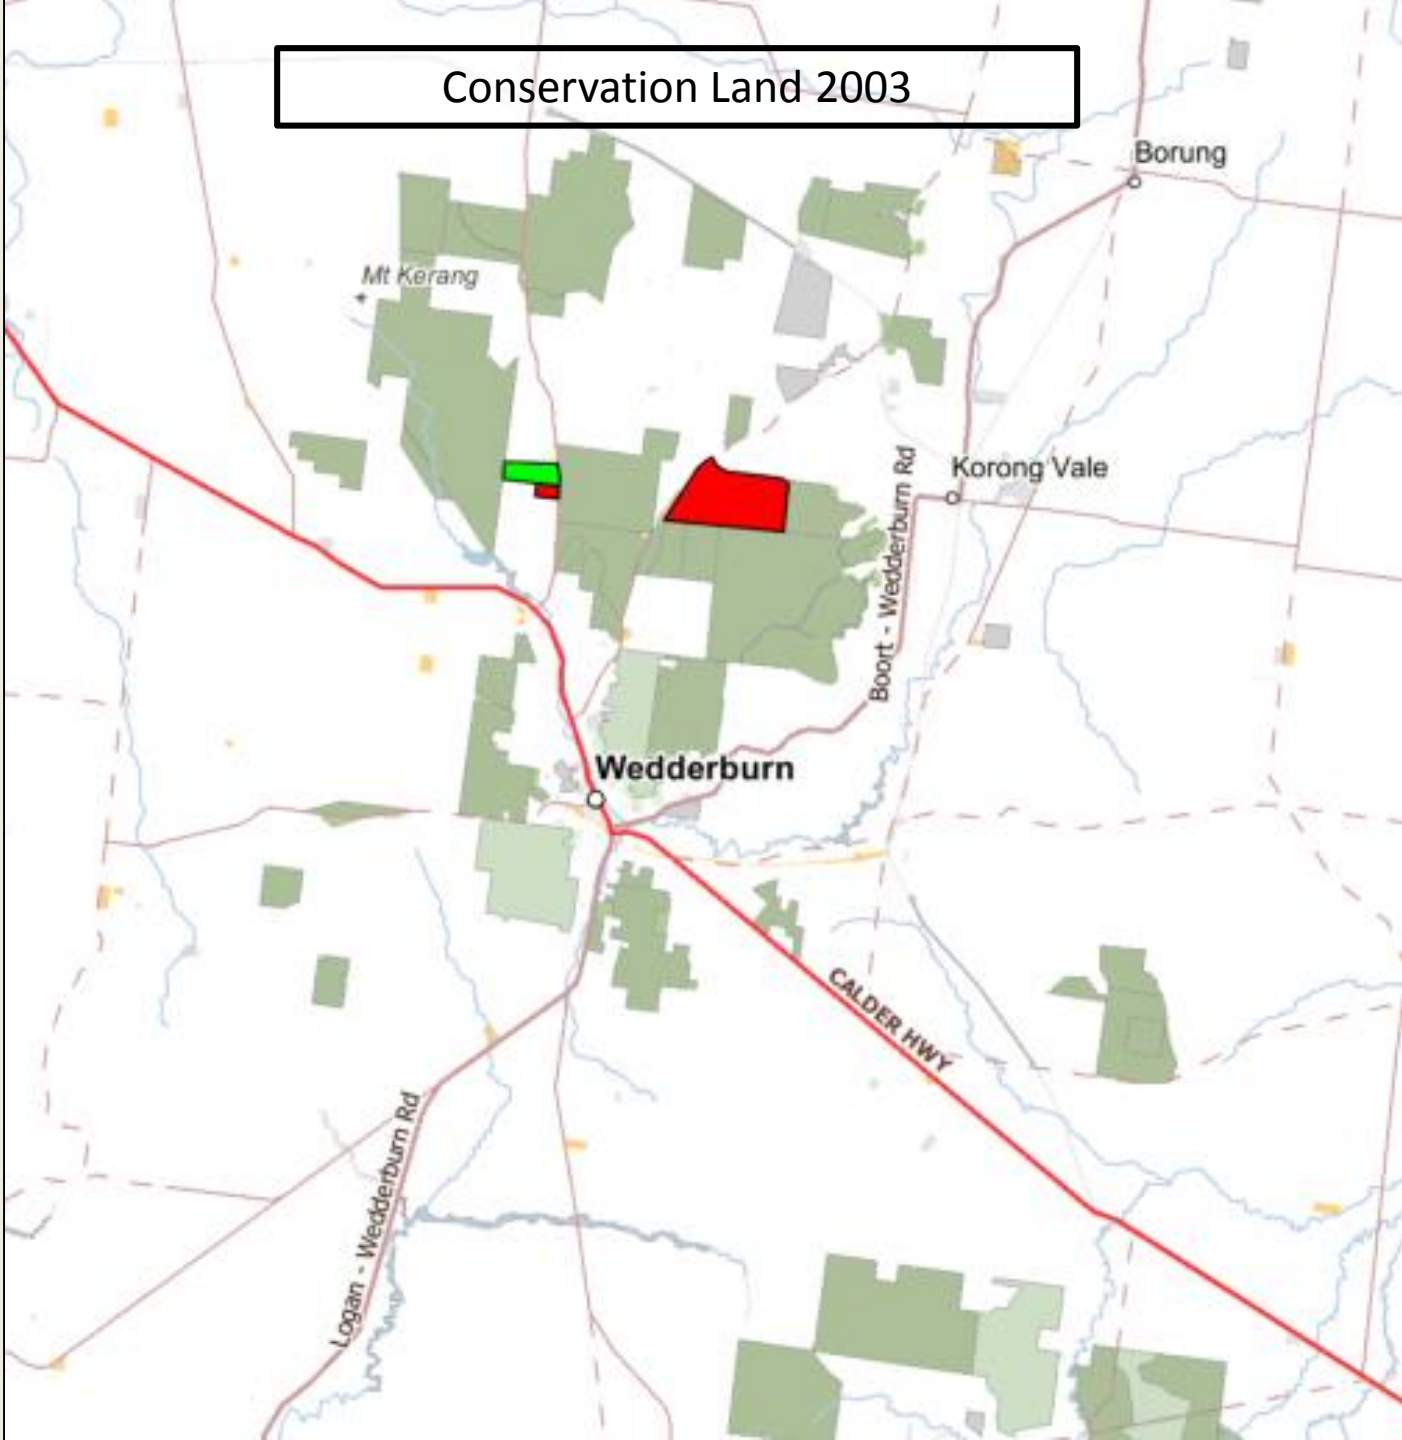 Conservation Land 2003
Borung
Mt Kerang
Korong Vale
Boort - Wedderburn Rd
Wedderburn
CALDER HWY
Logan - Wedderburn Rd